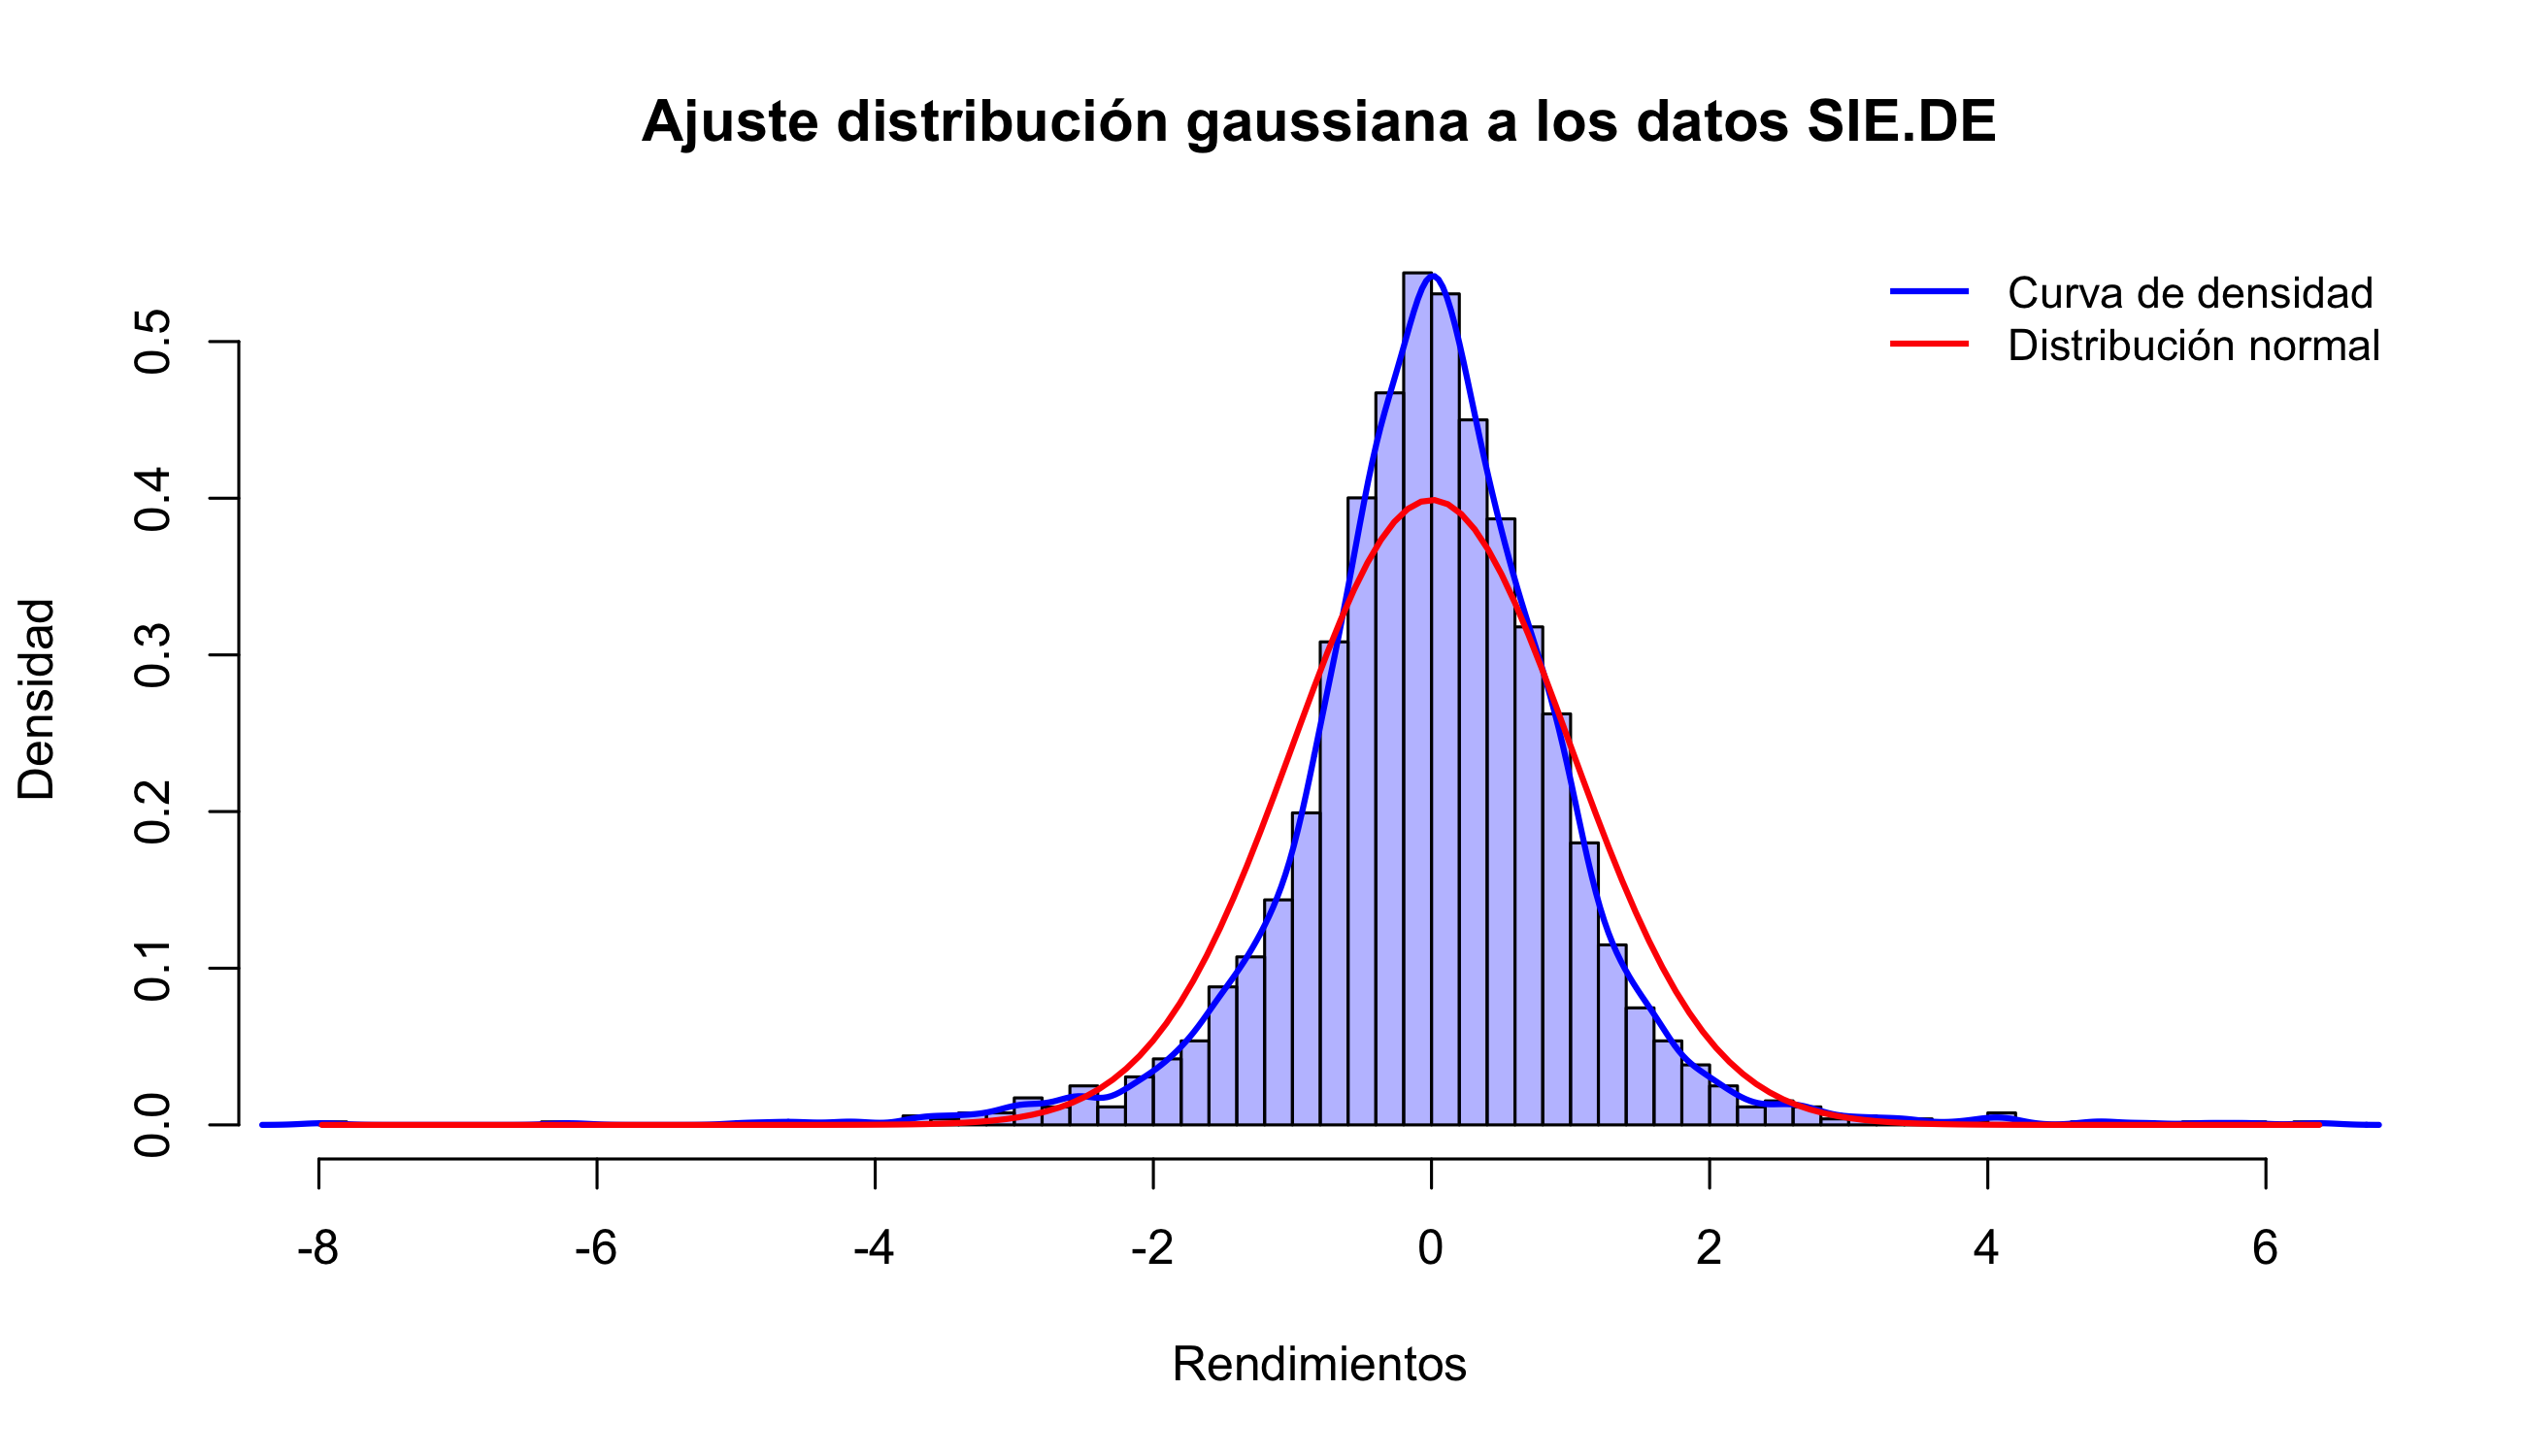 Ajuste distribución gaussiana a los datos SIE.DE
Curva de densidad
Distribución normal
Densidad
0.5
0.4
0.3
0.2
0.1
0.0
-8 -6 -4 -2 0 2 4 6
Rendimientos